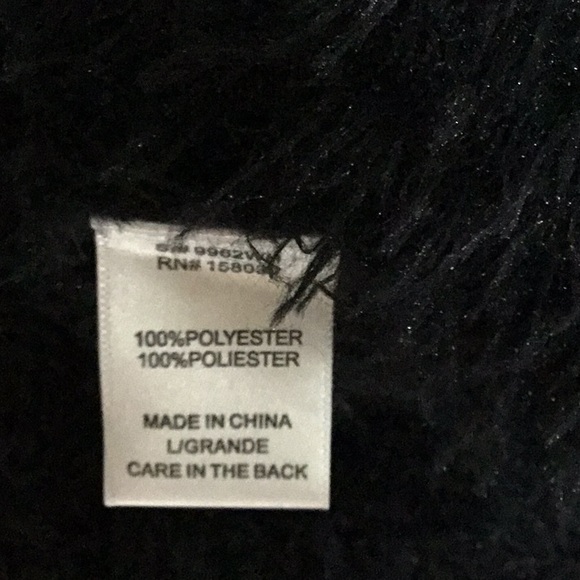 RN#
100%POLYESTER
100%POLIESTER
MADE IN CHINA
L/GRANDE
CARE IN THE BACK